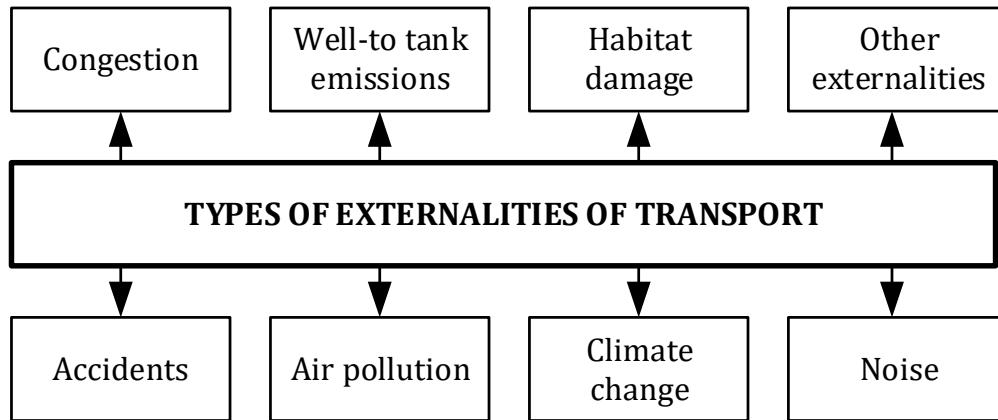 Congestion
Well-to tank
emissions
Habitat
damage
Other
externalities
TYPES OF EXTERNALITIES OF TRANSPORT
Accidents
Air pollution
Climate
change
Noise